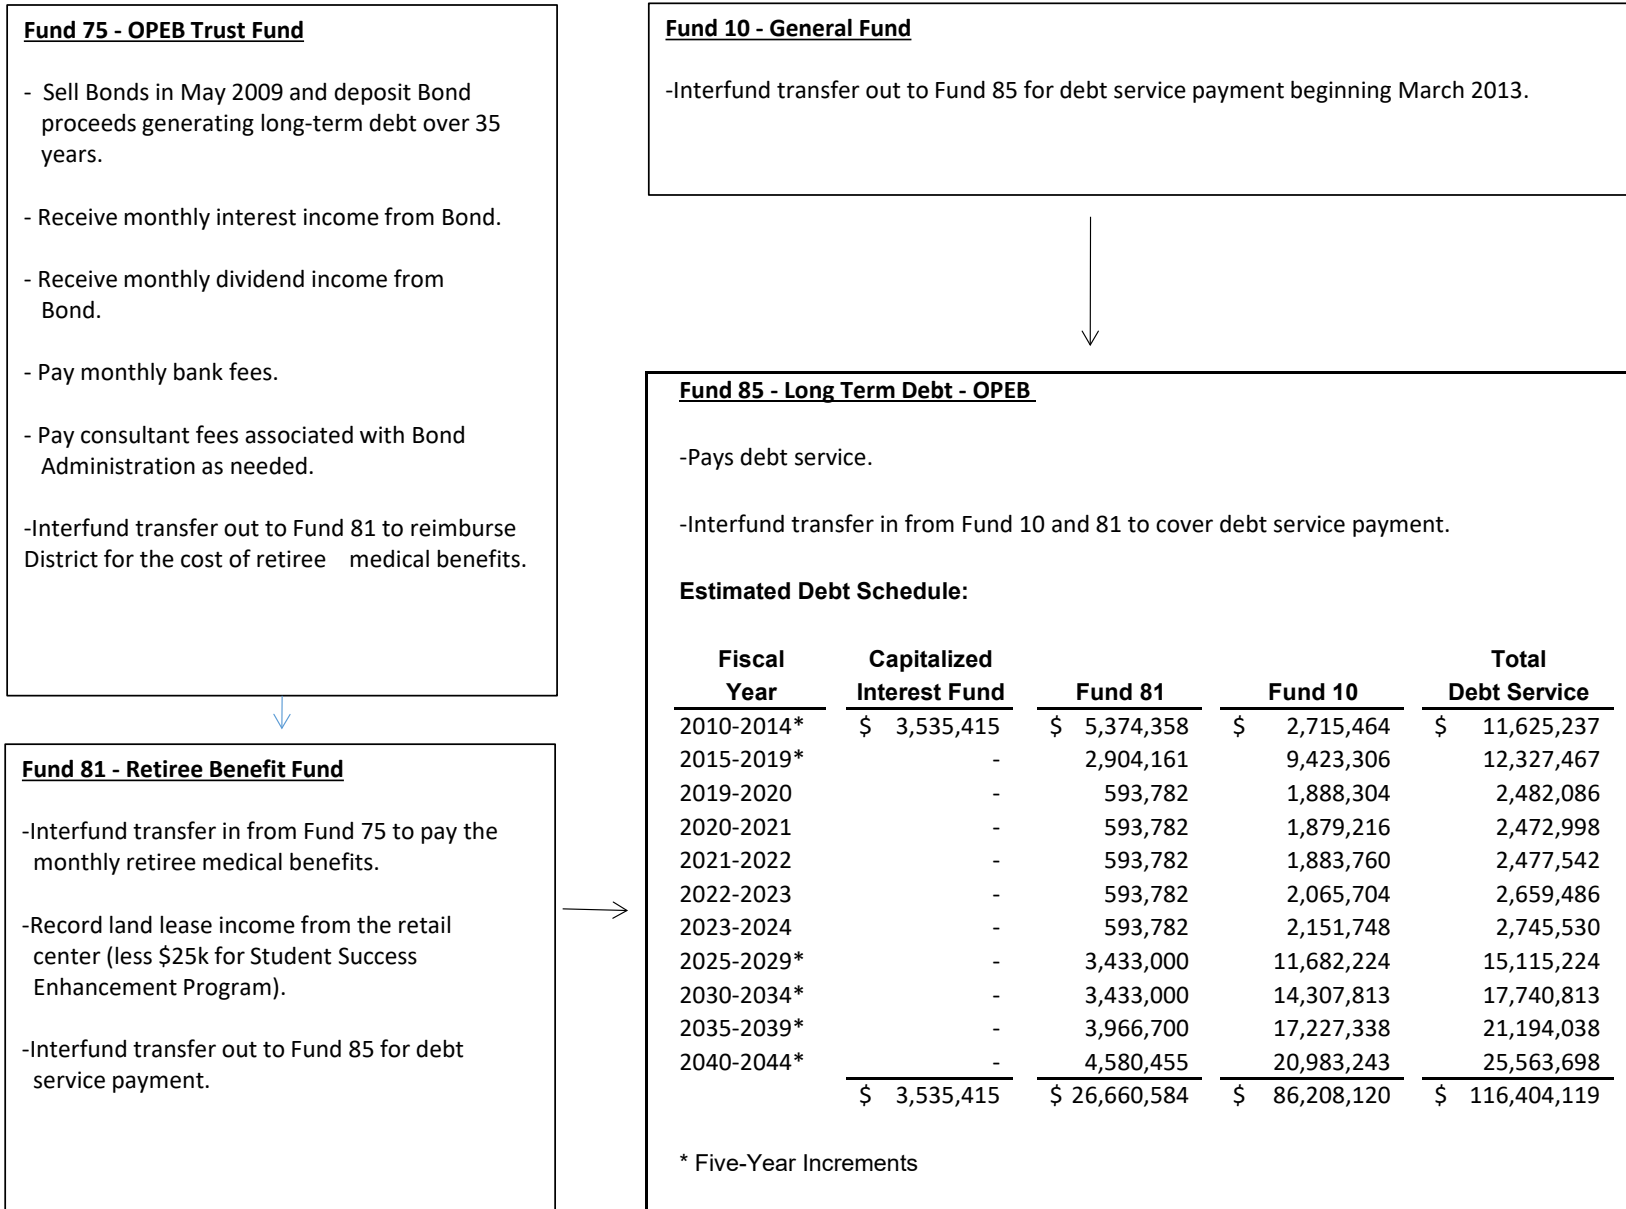 Fund 75 - OPEB Trust Fund
- Sell Bonds in May 2009 and deposit Bond
proceeds generating long-term debt over 35
years.
- Receive monthly interest income from Bond.
- Receive monthly dividend income from
Bond.
- Pay monthly bank fees.
- Pay consultant fees associated with Bond
Administration as needed.
-Interfund transfer out to Fund 81 to reimburse
District for the cost of retiree medical benefits.
Fund 10 - General Fund
-Interfund transfer out to Fund 85 for debt service payment beginning March 2013.
Fund 81 - Retiree Benefit Fund
-Interfund transfer in from Fund 75 to pay the
monthly retiree medical benefits.
-Record land lease income from the retail
center (less $25k for Student Success
Enhancement Program).
-Interfund transfer out to Fund 85 for debt
service payment.
Fund 85 - Long Term Debt - OPEB
-Pays debt service.
-Interfund transfer in from Fund 10 and 81 to cover debt service payment.
Estimated Debt Schedule:
Fiscal Capitalized Total
Year Interest Fund Fund 81 Fund 10 Debt Service
2010-2014* $ 3,535,415 $ 5,374,358 $ 2,715,464 $ 11,625,237
2015-2019* - 2,904,161 9,423,306 12,327,467
2019-2020 - 593,782 1,888,304 2,482,086
2020-2021 - 593,782 1,879,216 2,472,998
2021-2022 - 593,782 1,883,760 2,477,542
2022-2023 - 593,782 2,065,704 2,659,486
2023-2024 - 593,782 2,151,748 2,745,530
2025-2029* - 3,433,000 11,682,224 15,115,224
2030-2034* - 3,433,000 14,307,813 17,740,813
2035-2039* - 3,966,700 17,227,338 21,194,038
2040-2044* - 4,580,455 20,983,243 25,563,698
$ 3,535,415 $ 26,660,584 $ 86,208,120 $ 116,404,119
* Five-Year Increments